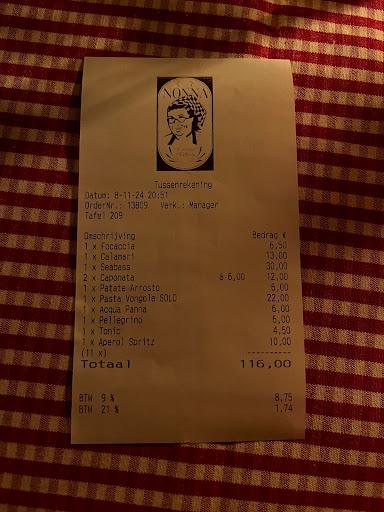 NONNA
Tussenrekening
Datum: 8-11-24 20:51
OrderNr.: 13809 Verk.: Manager
Tafel 209
Omschrijving Bedrag €
1 x Focaccia 6,50
1 x Calamari 13,00
1 x Seabass 30,00
2 x Caponata à 6,00 12,00
1 x Patate Arrosto 6,00
1 x Pasta Vongole SOLO 22,00
1 x Acqua Panna 6,00
1 x Pellegrino 6,00
1 x Tonic 4,50
1 x Aperol Spritz 10,00
(11 x) ----------
Totaal 116,00
BTW 9 % 8,75
BTW 21 % 1,74